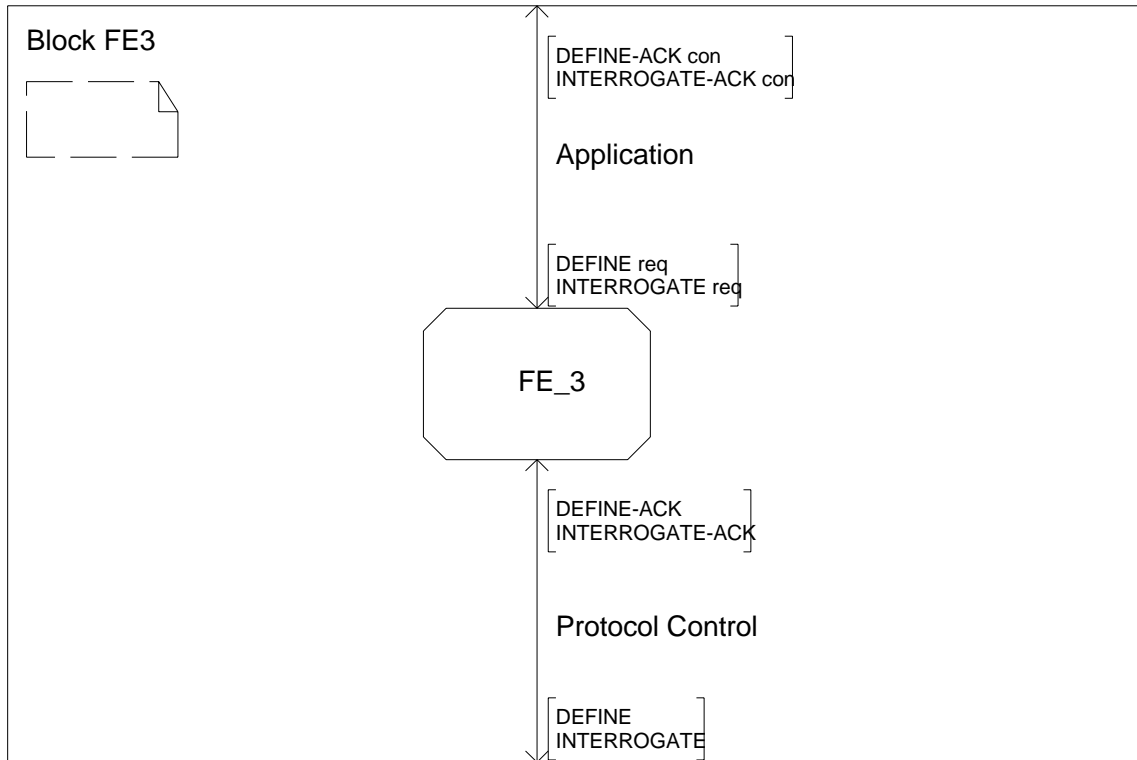 Block FE3
DEFINE-ACK con
INTERROGATE-ACK con
Application
DEFINE req
INTERROGATE req
FE_3
DEFINE-ACK
INTERROGATE-ACK
Protocol Control
DEFINE
INTERROGATE